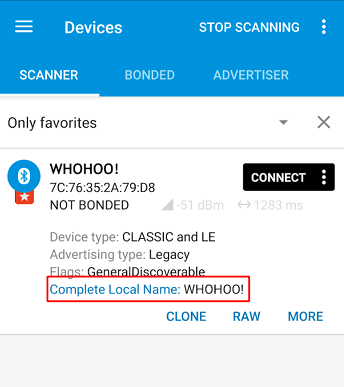 Devices STOP SCANNING
SCANNER BONDED ADVERTISER
Only favorites
WHOHOO!
7C:76:35:2A:79:D8
CONNECT
NOT BONDED -51 dBm 1283 ms
Device type: CLASSIC and LE
Advertising type: Legacy
Flags: GeneralDiscoverable
Complete Local Name: WHOHOO!
CLONE RAW MORE